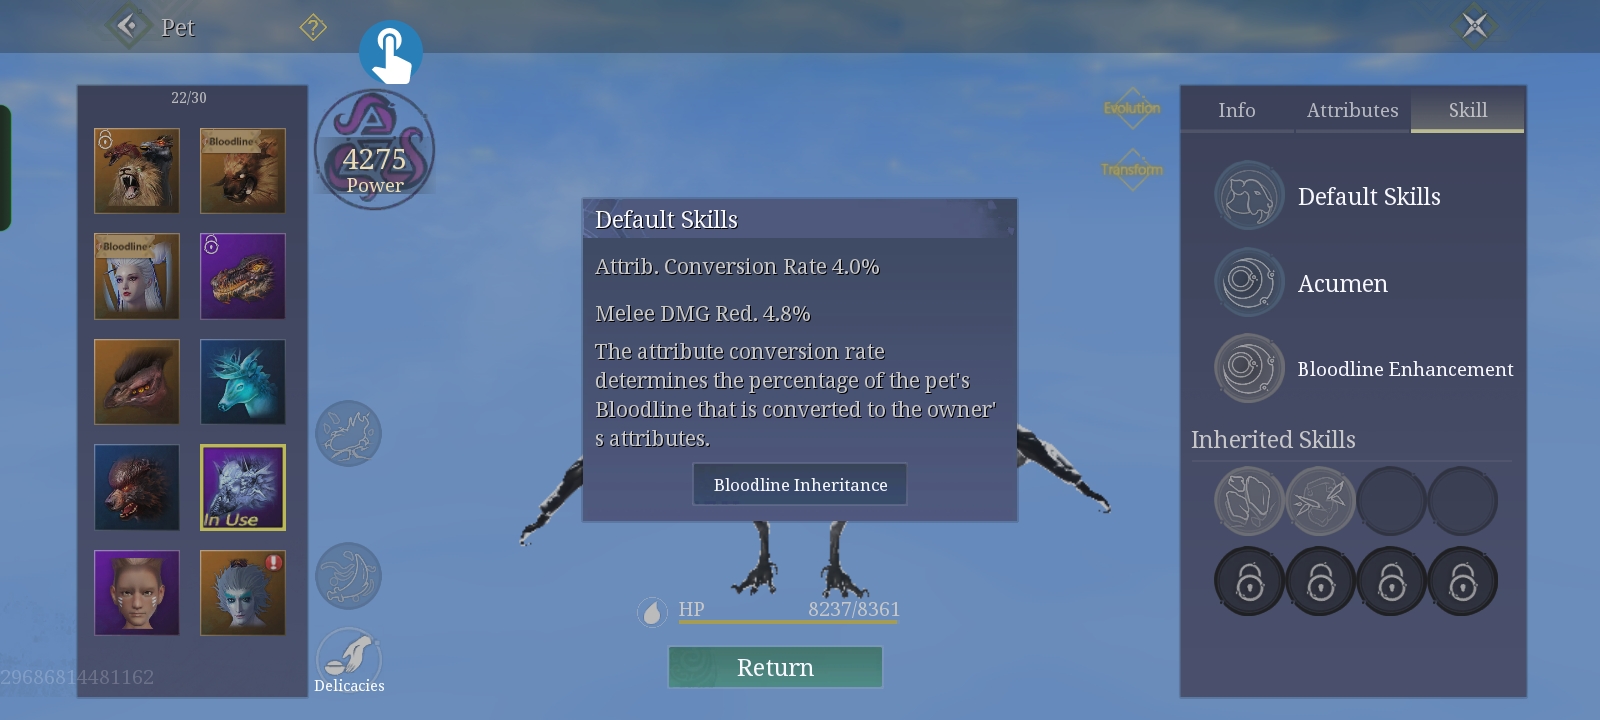 Pet
?
22/30
Bloodline
Bloodline
In Use
4275
Power
Delicacies
29686814481162
Default Skills
Attrib. Conversion Rate 4.0%
Melee DMG Red. 4.8%
The attribute conversion rate
determines the percentage of the pet's
Bloodline that is converted to the owner'
s attributes.
Bloodline Inheritance
HP 8237/8361
Return
Evolution
Transform
Info Attributes Skill
Default Skills
Acumen
Bloodline Enhancement
Inherited Skills